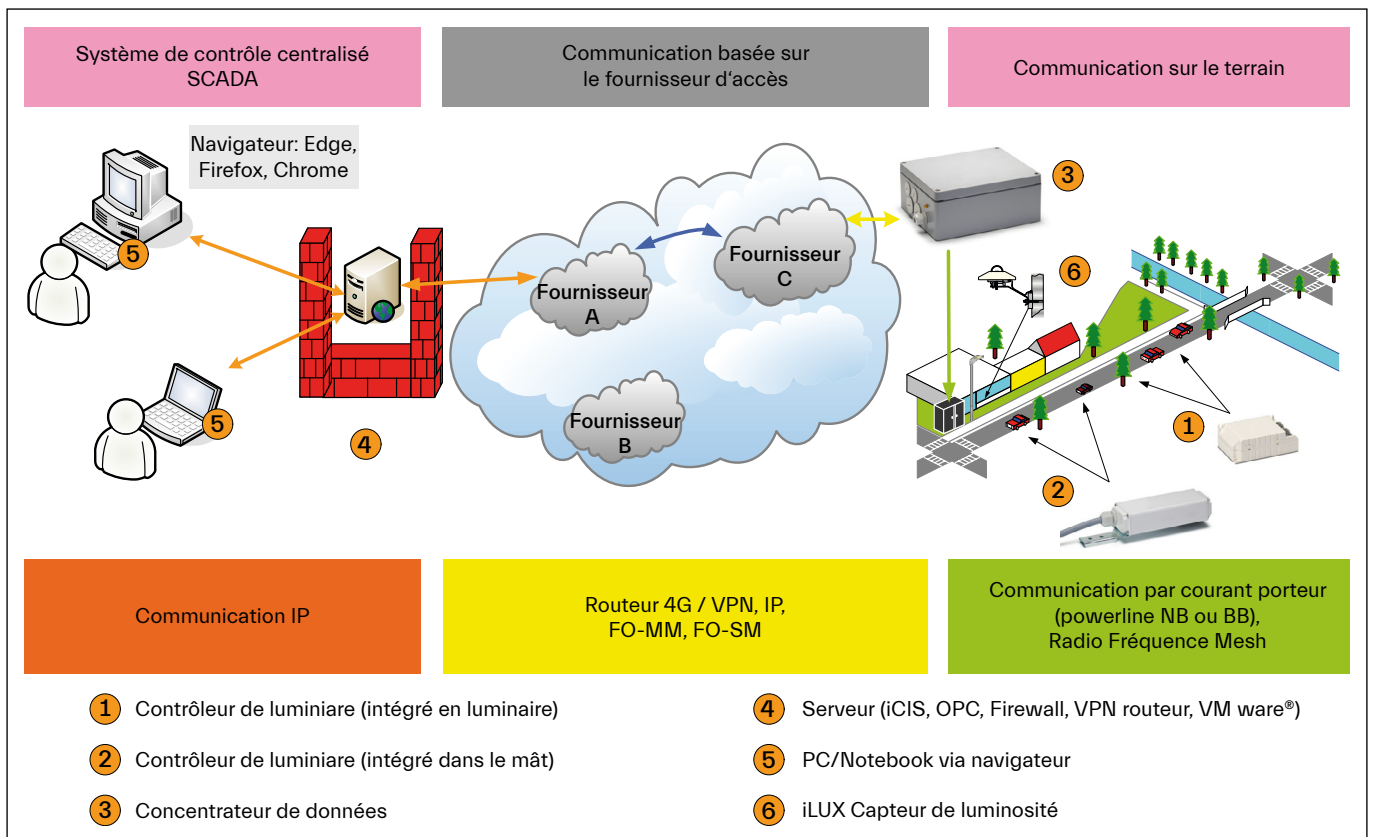 Système de contrôle centralisé
SCADA
Communication basée sur
le fournisseur d‘accès
Communication sur le terrain
Navigateur: Edge,
Firefox, Chrome
5
5
4
Fournisseur
A
Fournisseur
B
Fournisseur
C
3
6
1
2
Communication IP
Routeur 4G / VPN, IP,
FO-MM, FO-SM
Communication par courant porteur
(powerline NB ou BB),
Radio Fréquence Mesh
1 Contrôleur de luminiare (intégré en luminaire)
2 Contrôleur de luminiare (intégré dans le mât)
3 Concentrateur de données
4 Serveur (iCIS, OPC, Firewall, VPN routeur, VM ware®)
5 PC/Notebook via navigateur
6 iLUX Capteur de luminosité